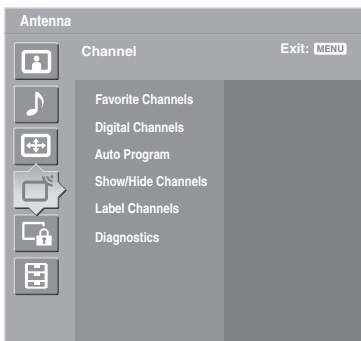 Antenna
Channel Exit: MENU
Favorite Channels
Digital Channels
Auto Program
Show/Hide Channels
Label Channels
Diagnostics